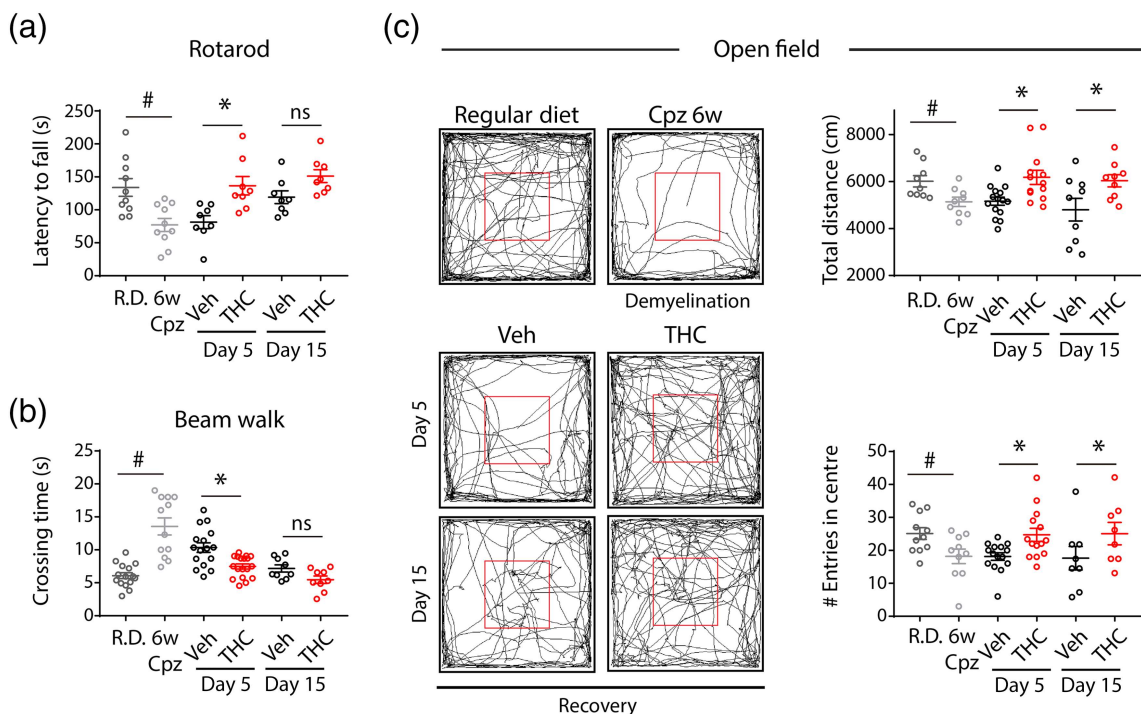 (a)
Rotarod
Latency to fall (s)
250
200
150
100
50
0
#
*
ns
R.D. 6w
Cpz
Veh
THC
Veh
THC
Day 5
Day 15
(b)
Beam walk
Crossing time (s)
25
20
15
10
5
0
#
*
ns
R.D. 6w
Cpz
Veh
THC
Veh
THC
Day 5
Day 15
(c)
Open field
Regular diet
Cpz 6w
Demyelination
Veh
THC
Day 5
Day 15
Recovery
Total distance (cm)
8000
6000
4000
2000
#
*
*
R.D. 6w
Cpz
Veh
THC
Veh
THC
Day 5
Day 15
# Entries in centre
50
40
30
20
10
0
#
*
*
R.D. 6w
Cpz
Veh
THC
Veh
THC
Day 5
Day 15